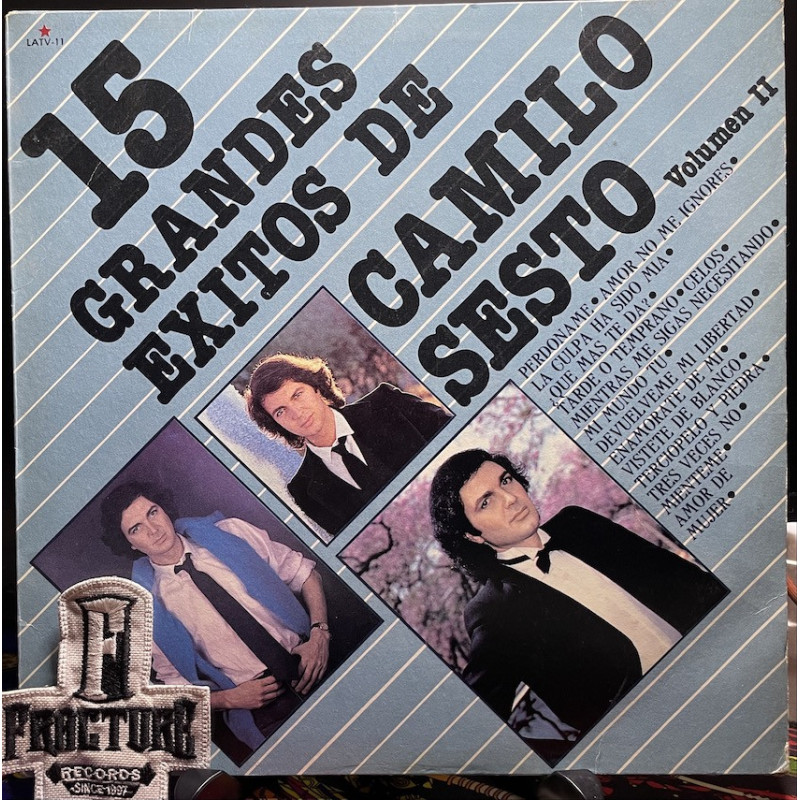 LATV-11
15
GRANDES
EXITOS DE
CAMILO
SESTO
Volumen II
PERDONAME • AMOR NO ME IGNORES •
LA CULPA HA SIDO MIA •
QUE MAS TE DA •
TARDE O TEMPRANO • CELOS •
MIENTRAS ME SIGAS NECESITANDO •
MI MUNDO TU •
DEVUELVEME MI LIBERTAD •
ENAMORATE DE MI •
VISTETE DE BLANCO •
TERCIOPELO Y PIEDRA •
TRES VECES NO •
MIENTEME •
AMOR DE
MUJER •
F
FRACTURE
RECORDS
-SINCE 1997